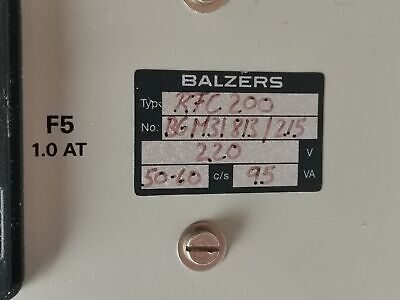 BALZERS
Type KFC 200
No. BG M31 813/215
220 V
50-60 c/s 95 VA
F5
1.0 AT